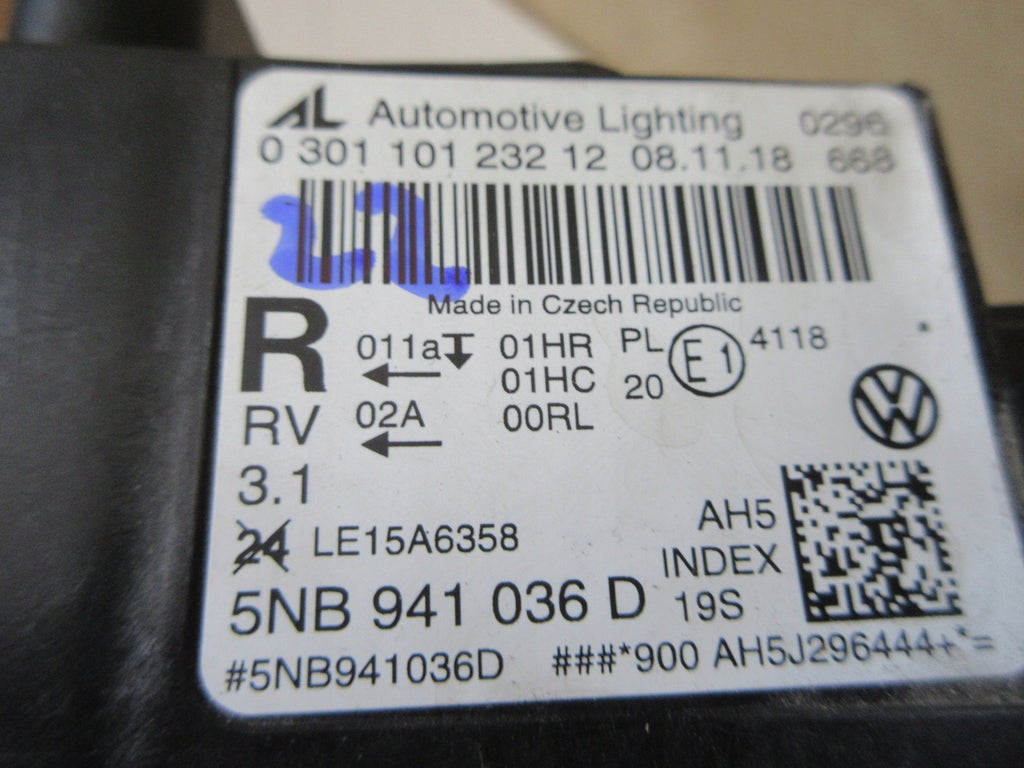 AL Automotive Lighting 0296
0 301 101 232 12 08.11.18 668
Made in Czech Republic
R 011a 01HR PL E1 4118
01HC 20
RV 02A 00RL
3.1
24 LE15A6358 AH5
INDEX
5NB 941 036 D 19S
#5NB941036D ###*900 AH5J296444+*=